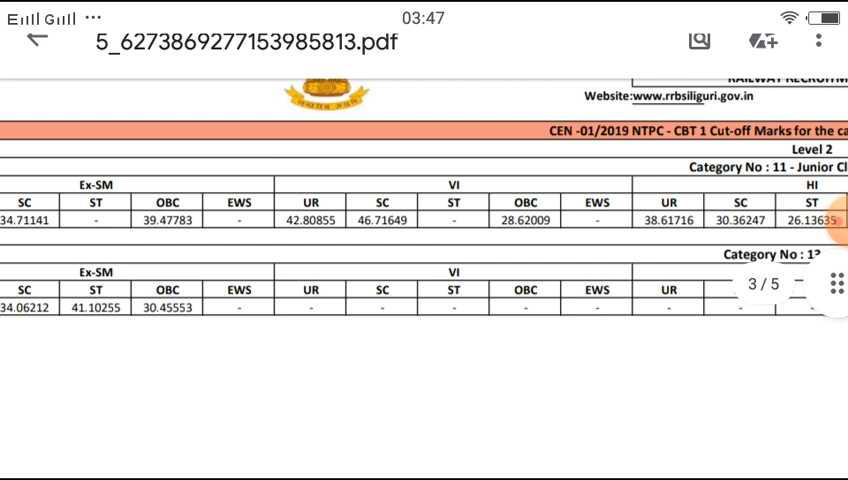 03:47
5_6273869277153985813.pdf
RAILWAY RECRUITM
Website:www.rrbsiliguri.gov.in
CEN -01/2019 NTPC - CBT 1 Cut-off Marks for the ca
Level 2
Category No : 11 - Junior Cl
Ex-SM VI HI
SC ST OBC EWS UR SC ST OBC EWS UR SC ST
34.71141 - 39.47783 - 42.80855 46.71649 - 28.62009 - 38.61716 30.36247 26.13635
Category No : 13
Ex-SM VI
SC ST OBC EWS UR SC ST OBC EWS UR
3 / 5
34.06212 41.10255 30.45553 - - - - - - - - -